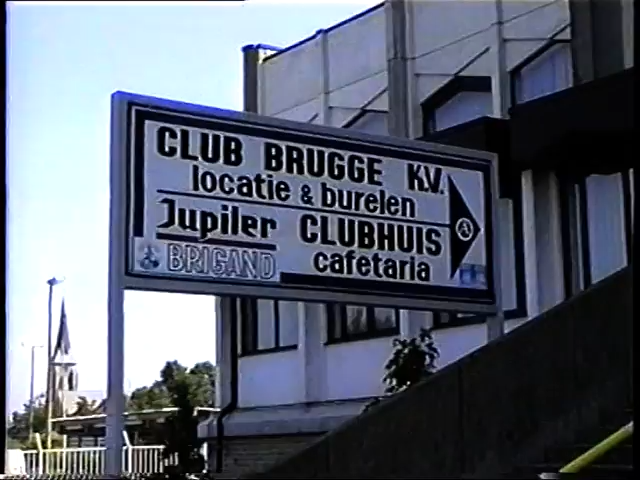 CLUB BRUGGE K.V.
locatie & burelen
Jupiler CLUBHUIS
BRIGAND cafetaria